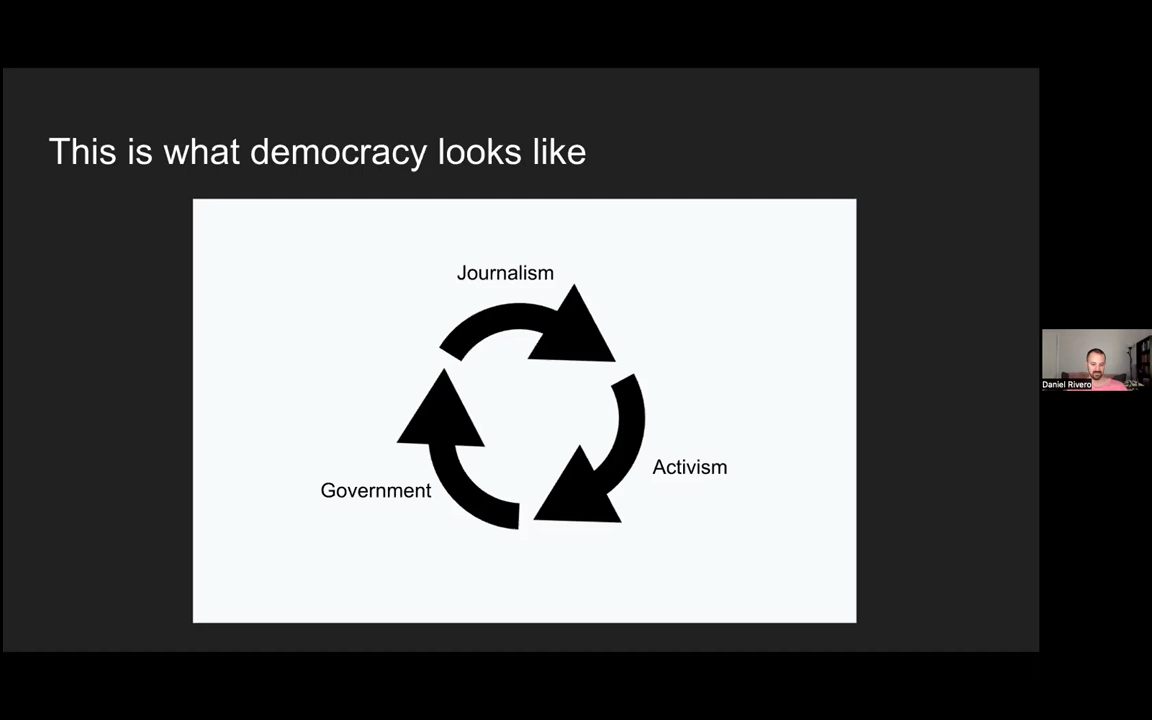 This is what democracy looks like
Journalism
Activism
Government
Daniel Rivero